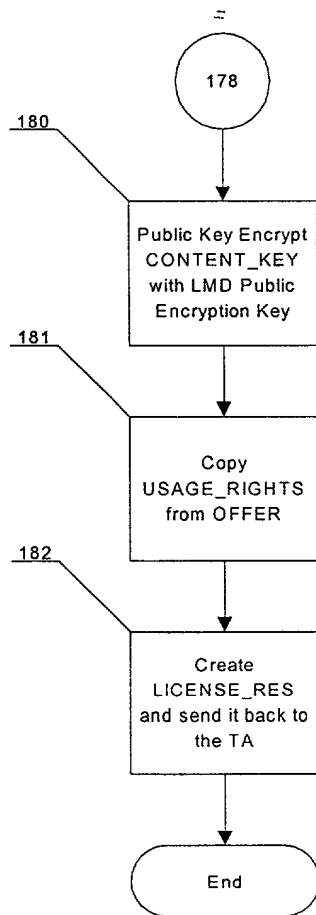 178
180
Public Key Encrypt
CONTENT_KEY
with LMD Public
Encryption Key
181
Copy
USAGE_RIGHTS
from OFFER
182
Create
LICENSE_RES
and send it back to
the TA
End